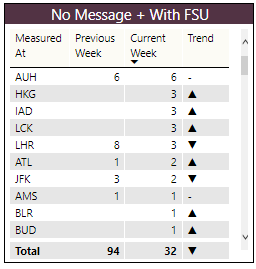 No Message + With FSU
Measured At Previous Week Current Week Trend
AUH 6 6 -
HKG 3 ▲
IAD 3 ▲
LCK 3 ▲
LHR 8 3 ▼
ATL 1 2 ▲
JFK 3 2 ▼
AMS 1 1 -
BLR 1 ▲
BUD 1 ▲
Total 94 32 ▼